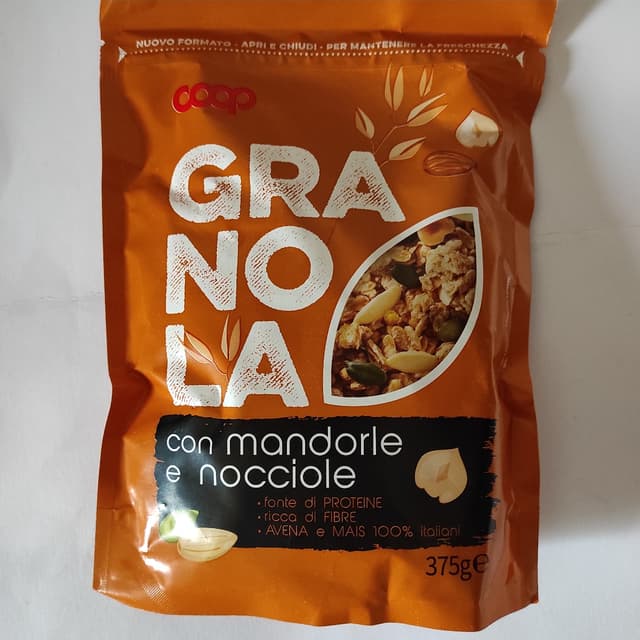 NUOVO FORMATO - APRI E CHIUDI - PER MANTENERE LA FRESCHEZZA
coop
GRA
NO
LA
con mandorle
e nocciole
• fonte di PROTEINE
• ricca di FIBRE
• AVENA e MAIS 100% italiani
375g℮